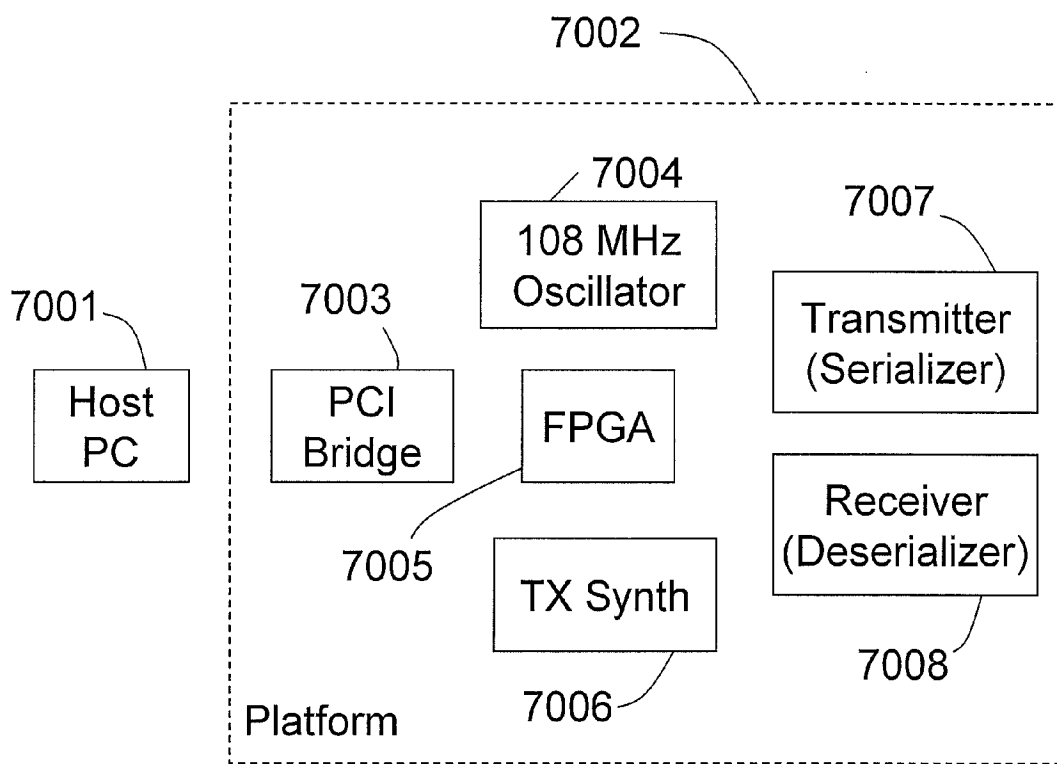 7002
7004
108 MHz
Oscillator
7007
Transmitter
(Serializer)
7001
Host
PC
7003
PCI
Bridge
FPGA
7005
Receiver
(Deserializer)
7008
TX Synth
7006
Platform